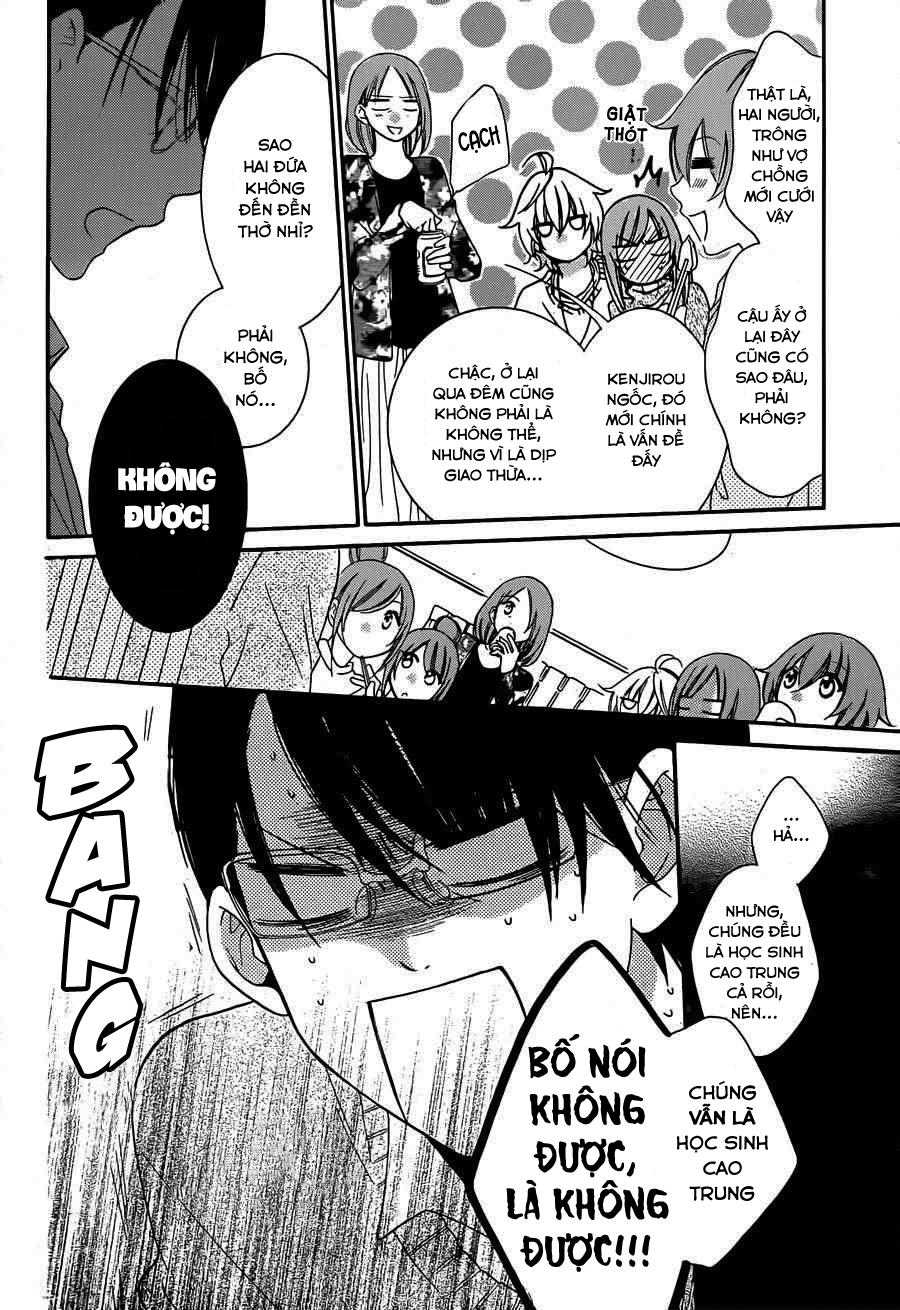 THẬT LÀ,
HAI NGƯỜI,
TRÔNG
NHƯ VỢ
CHỒNG
MỚI CƯỚI
VẬY
GIẬT
THÓT
CẠCH
CẬU ẤY Ở
LẠI ĐÂY
CŨNG CÓ
SAO ĐÂU,
PHẢI
KHÔNG?
KENJIROU
NGỐC, ĐÓ
MỚI CHÍNH
LÀ VẤN ĐỀ
ĐẤY
CHẬC, Ở LẠI
QUA ĐÊM CŨNG
KHÔNG PHẢI LÀ
KHÔNG THỂ,
NHƯNG VÌ LÀ DỊP
GIAO THỪA...
SAO
HAI ĐỨA
KHÔNG
ĐẾN ĐỀN
THỜ NHỈ?
PHẢI
KHÔNG,
BỐ
NÓ...
KHÔNG
ĐƯỢC!
...
HẢ...
NHƯNG,
CHÚNG ĐỀU
LÀ HỌC SINH
CAO TRUNG
CẢ RỒI,
NÊN...
CHÚNG
VẪN LÀ
HỌC SINH
CAO
TRUNG
BỐ NÓI
KHÔNG
ĐƯỢC,
LÀ KHÔNG
ĐƯỢC!!!
BANG